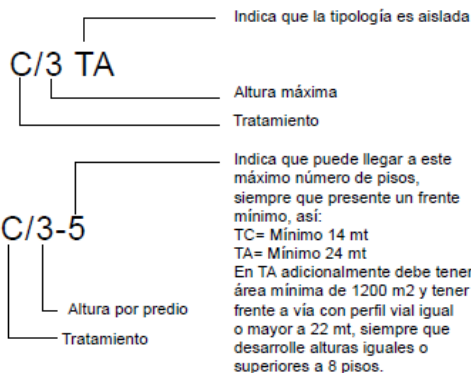 Indica que la tipología es aislada
C/3 TA
Altura máxima
Tratamiento
Indica que puede llegar a este
máximo número de pisos,
siempre que presente un frente
mínimo, así:
TC= Mínimo 14 mt
TA= Mínimo 24 mt
En TA adicionalmente debe tener
área mínima de 1200 m2 y tener
frente a vía con perfil vial igual
o mayor a 22 mt, siempre que
desarrolle alturas iguales o
superiores a 8 pisos.
C/3-5
Altura por predio
Tratamiento